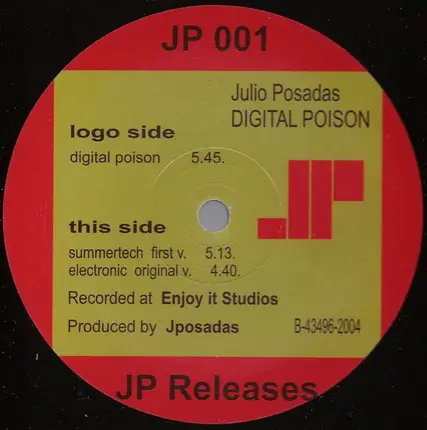 JP 001
Julio Posadas
DIGITAL POISON
logo side
digital poison 5.45.
this side
summertech first v. 5.13.
electronic original v. 4.40.
Recorded at Enjoy it Studios
Produced by Jposadas B-43496-2004
JP Releases